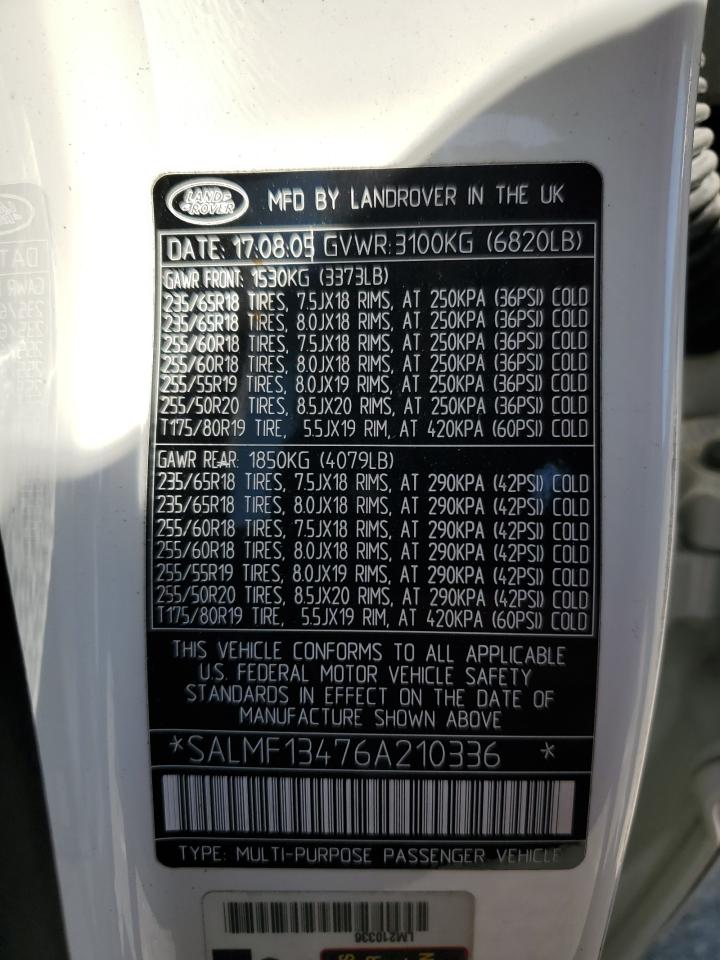 LAND-
ROVER
MFD BY LANDROVER IN THE UK
DATE: 17:08:05 GVWR:3100KG (6820LB)
GAWR FRONT: 1530KG (3373LB)
235/65R18 TIRES, 7.5JX18 RIMS, AT 250KPA (36PSI) COLD
235/65R18 TIRES, 8.0JX18 RIMS, AT 250KPA (36PSI) COLD
255/60R18 TIRES, 7.5JX18 RIMS, AT 250KPA (36PSI) COLD
255/60R18 TIRES, 8.0JX18 RIMS, AT 250KPA (36PSI) COLD
255/55R19 TIRES, 8.0JX19 RIMS, AT 250KPA (36PSI) COLD
255/50R20 TIRES, 8.5JX20 RIMS, AT 250KPA (36PSI) COLD
T175/80R19 TIRE, 5.5JX19 RIM, AT 420KPA (60PSI) COLD
GAWR REAR: 1850KG (4079LB)
235/65R18 TIRES, 7.5JX18 RIMS, AT 290KPA (42PSI) COLD
235/65R18 TIRES, 8.0JX18 RIMS, AT 290KPA (42PSI) COLD
255/60R18 TIRES, 7.5JX18 RIMS, AT 290KPA (42PSI) COLD
255/60R18 TIRES, 8.0JX18 RIMS, AT 290KPA (42PSI) COLD
255/55R19 TIRES, 8.0JX19 RIMS, AT 290KPA (42PSI) COLD
255/50R20 TIRES, 8.5JX20 RIMS, AT 290KPA (42PSI) COLD
T175/80R19 TIRE, 5.5JX19 RIM, AT 420KPA (60PSI) COLD
THIS VEHICLE CONFORMS TO ALL APPLICABLE
U.S. FEDERAL MOTOR VEHICLE SAFETY
STANDARDS IN EFFECT ON THE DATE OF
MANUFACTURE SHOWN ABOVE
*SALMF13476A210336 *
TYPE: MULTI-PURPOSE PASSENGER VEHICLE
LM210336